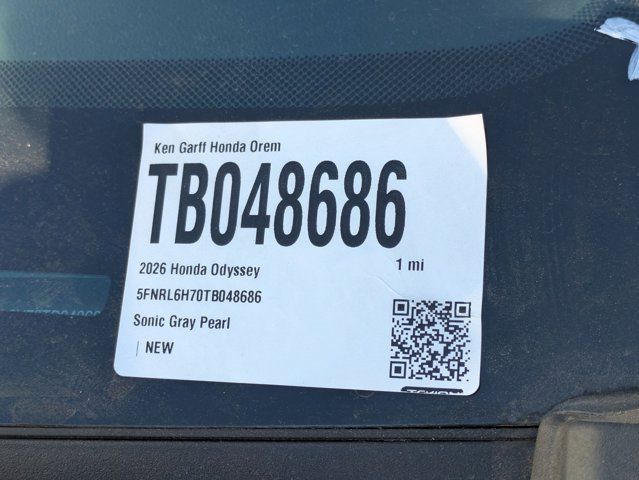 Ken Garff Honda Orem
TB048686
1 mi
2026 Honda Odyssey
5FNRL6H70TB048686
Sonic Gray Pearl
| NEW